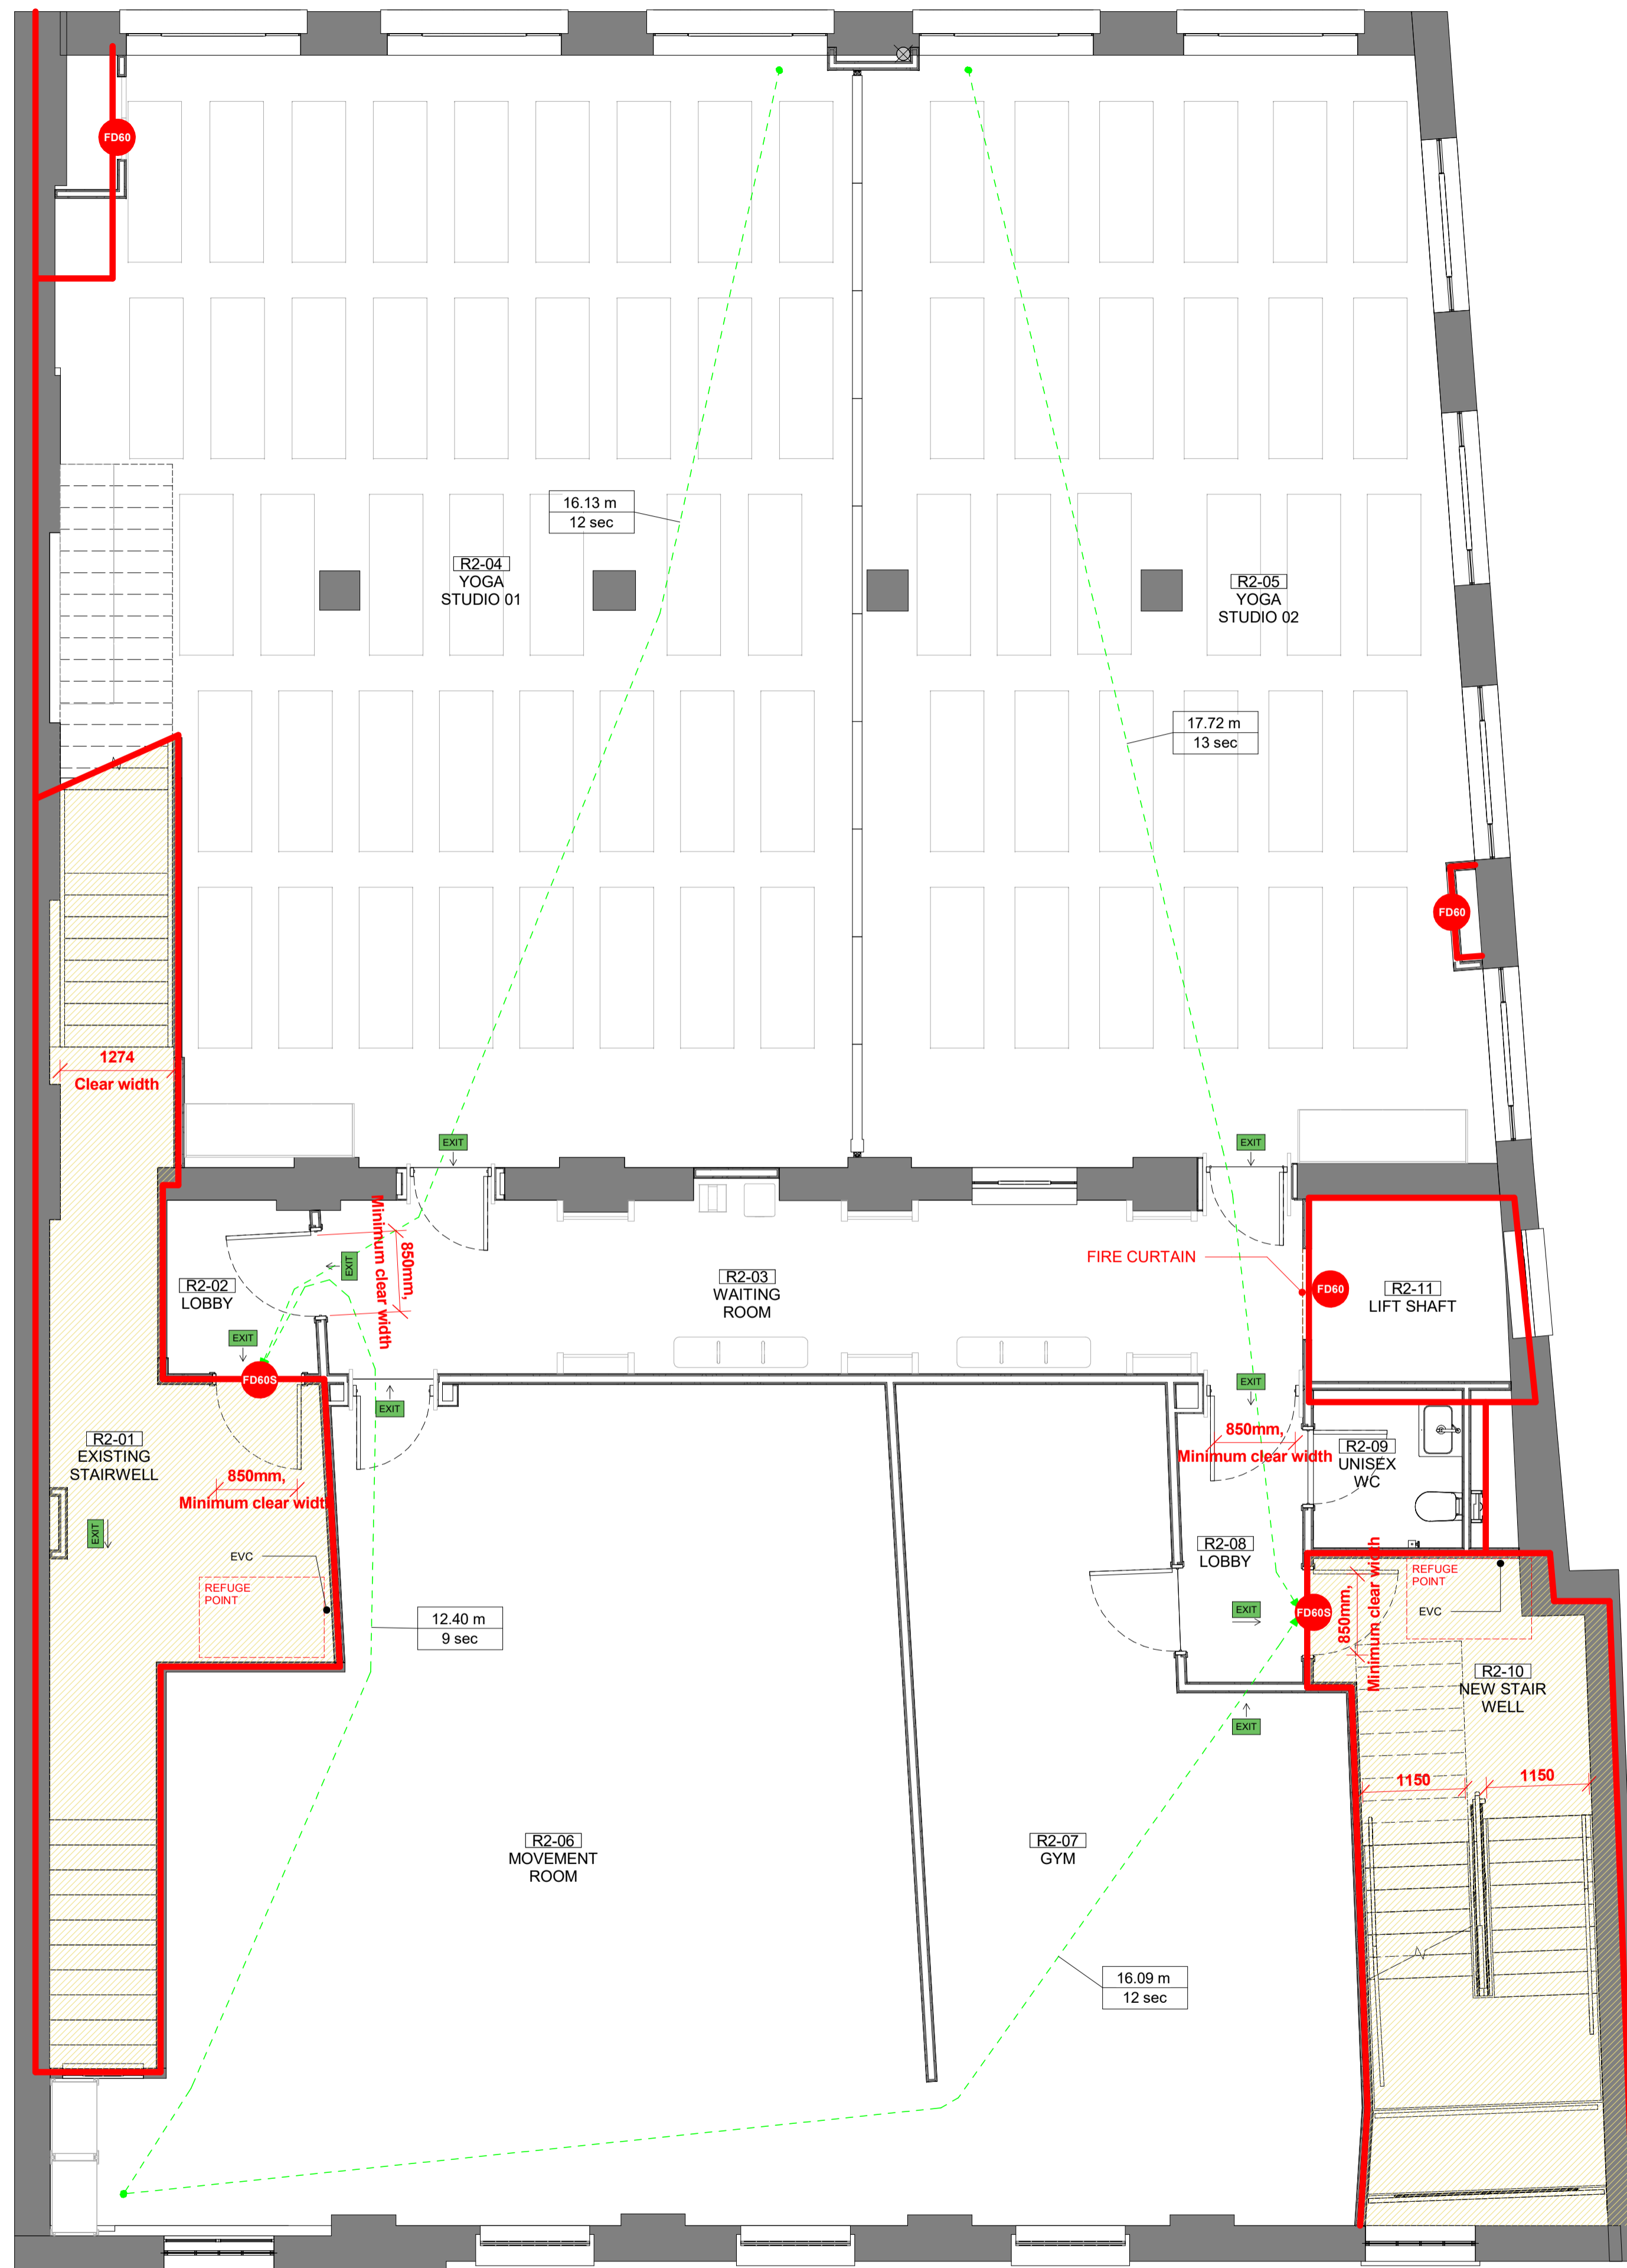 FD60
16.13 m
12 sec
R2-04
YOGA
STUDIO 01
R2-05
YOGA
STUDIO 02
17.72 m
13 sec
FD60
1274
Clear width
EXIT
EXIT
850mm,
Minimum clear width
EXIT
R2-02
LOBBY
R2-03
WAITING
ROOM
FIRE CURTAIN
FD60
R2-11
LIFT SHAFT
EXIT
FD60S
EXIT
EXIT
R2-01
EXISTING
STAIRWELL
850mm,
Minimum clear width
850mm,
Minimum clear width
R2-09
UNISEX
WC
EXIT
EVC
REFUGE
POINT
R2-08
LOBBY
850mm,
Minimum clear width
REFUGE
POINT
EVC
EXIT
FD60S
12.40 m
9 sec
R2-10
NEW STAIR
WELL
EXIT
1150
1150
R2-06
MOVEMENT
ROOM
R2-07
GYM
16.09 m
12 sec